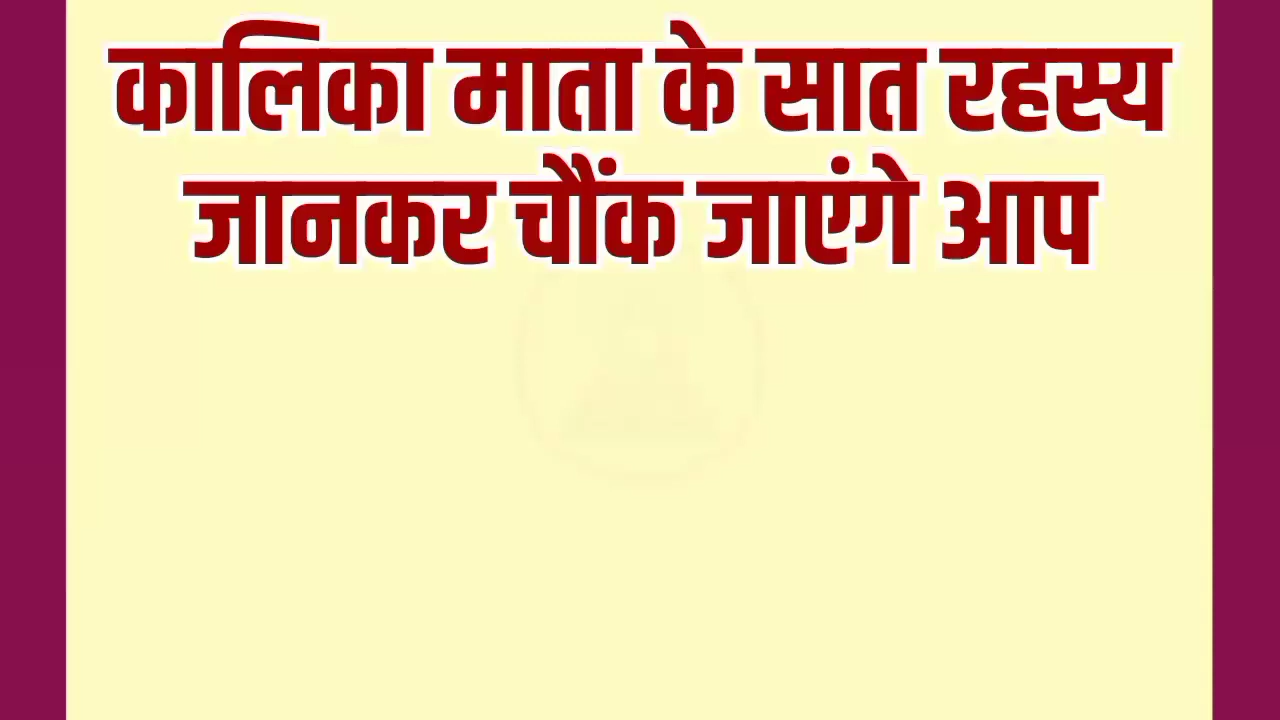 कालिका माता के सात रहस्य
जानकर चौंक जाएंगे आप